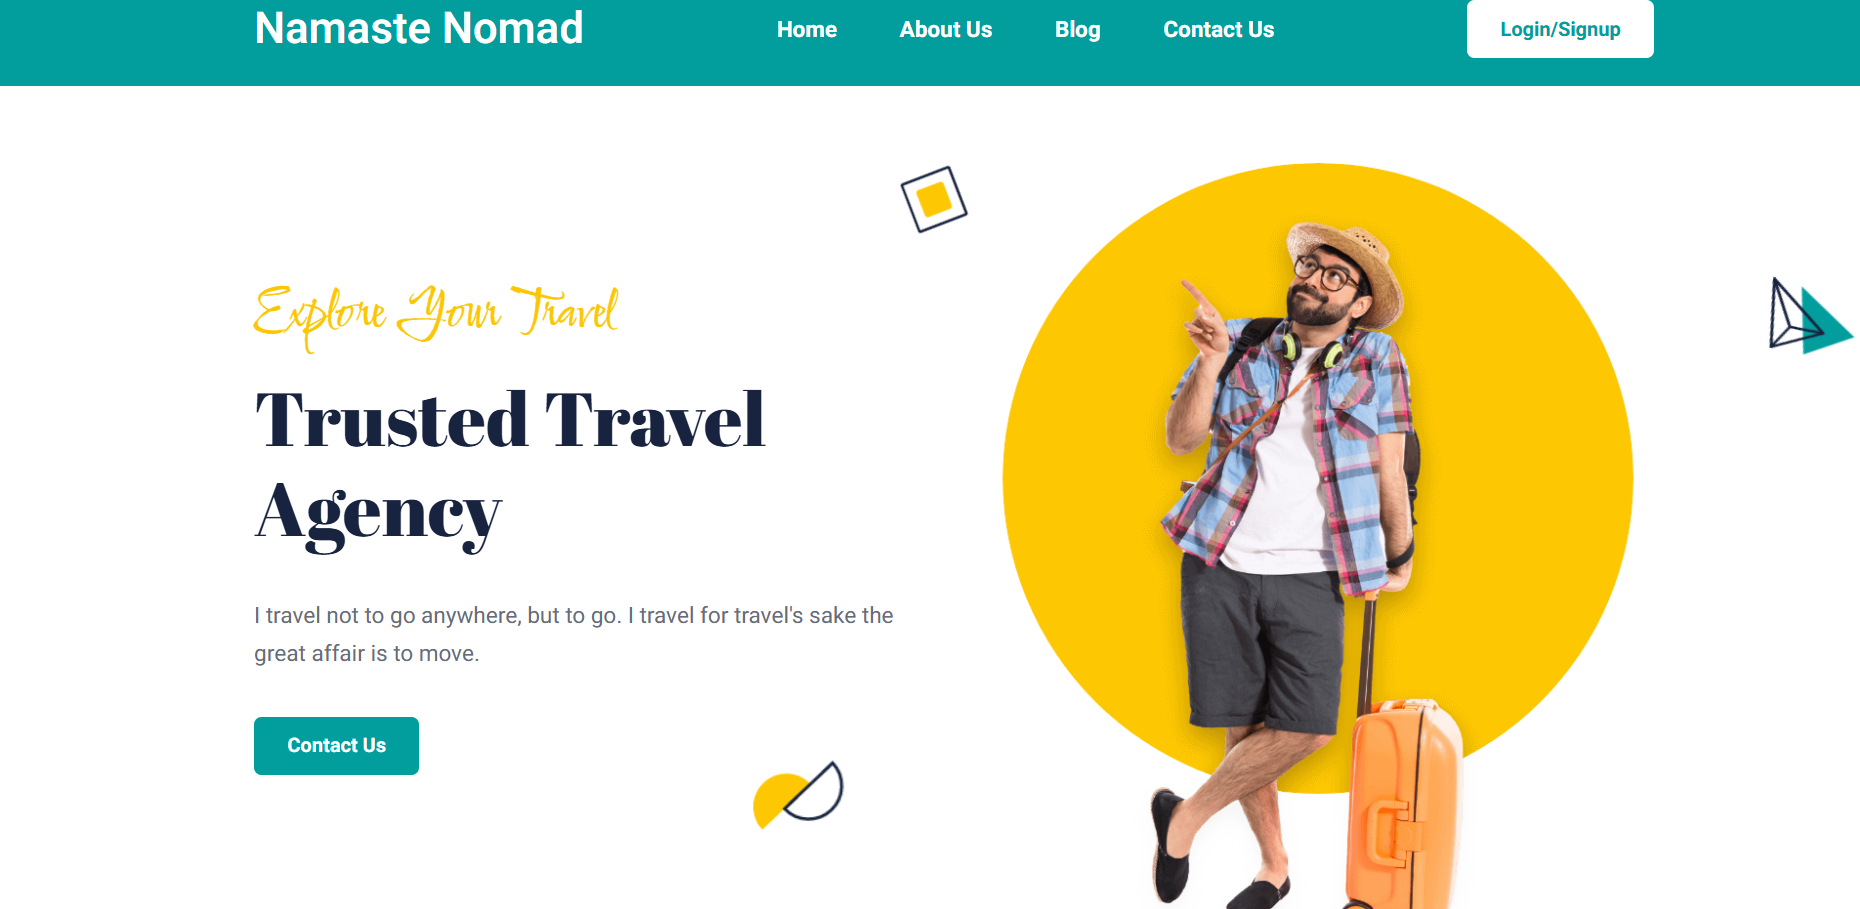 Namaste Nomad
Home About Us Blog Contact Us
Login/Signup
Explore Your Travel
Trusted Travel
Agency
I travel not to go anywhere, but to go. I travel for travel's sake the
great affair is to move.
Contact Us